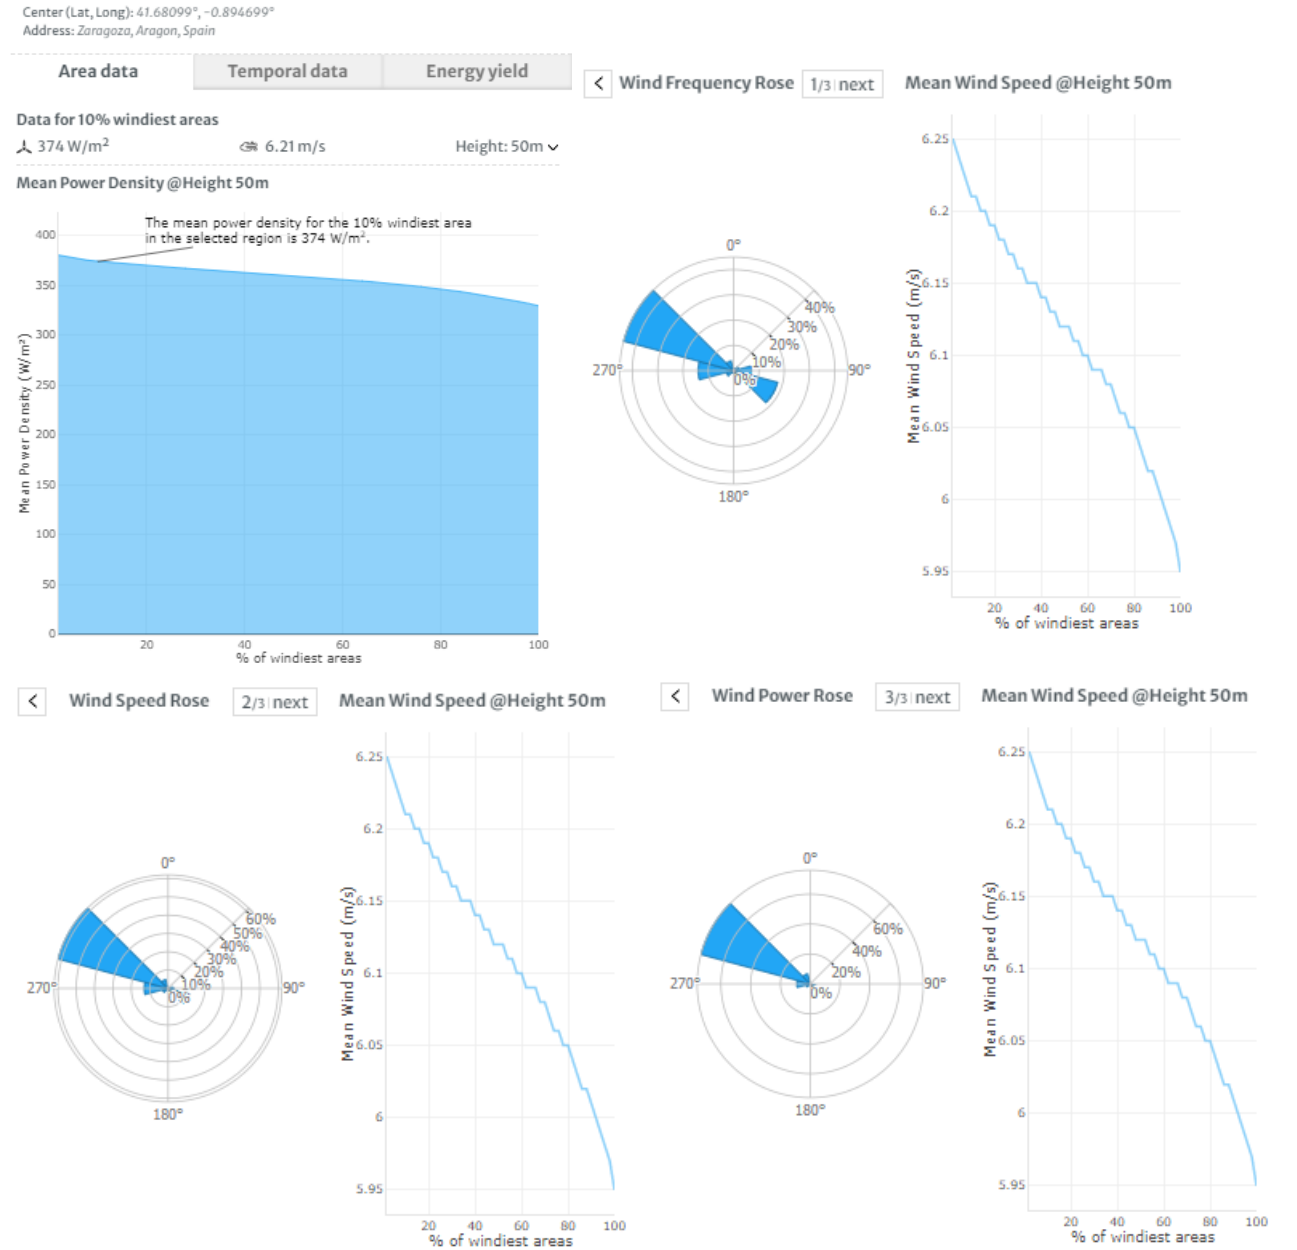 Center (Lat, Long): 41.68099°, -0.894699°
Address: Zaragoza, Aragon, Spain
Area data
Temporal data
Energy yield
Data for 10% windiest areas
374 W/m²
6.21 m/s
Height: 50m
Mean Power Density @Height 50m
The mean power density for the 10% windiest area
in the selected region is 374 W/m².
Mean Power Density (W/m²)
400
350
300
250
200
150
100
50
0
20
40
60
80
100
% of windiest areas
Wind Frequency Rose
1/3 | next
0°
40%
30%
20%
10%
0%
270°
90°
180°
Mean Wind Speed @Height 50m
Mean Wind Speed (m/s)
6.25
6.2
6.15
6.1
6.05
6
5.95
20
40
60
80
100
% of windiest areas
Wind Speed Rose
2/3 | next
0°
60%
50%
40%
30%
20%
10%
0%
270°
90°
180°
Mean Wind Speed @Height 50m
Mean Wind Speed (m/s)
6.25
6.2
6.15
6.1
6.05
6
5.95
20
40
60
80
100
% of windiest areas
Wind Power Rose
3/3 | next
0°
60%
40%
20%
0%
270°
90°
180°
Mean Wind Speed @Height 50m
Mean Wind Speed (m/s)
6.25
6.2
6.15
6.1
6.05
6
5.95
20
40
60
80
100
% of windiest areas